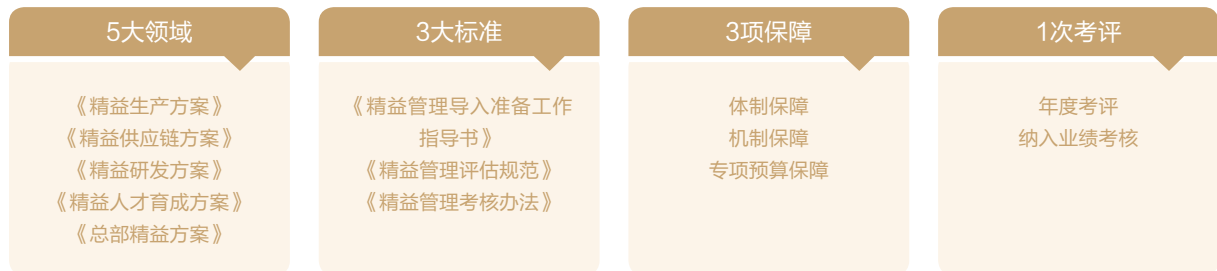 5大领域
《精益生产方案》
《精益供应链方案》
《精益研发方案》
《精益人才育成方案》
《总部精益方案》
3大标准
《精益管理导入准备工作
指导书》
《精益管理评估规范》
《精益管理考核办法》
3项保障
体制保障
机制保障
专项预算保障
1次考评
年度考评
纳入业绩考核